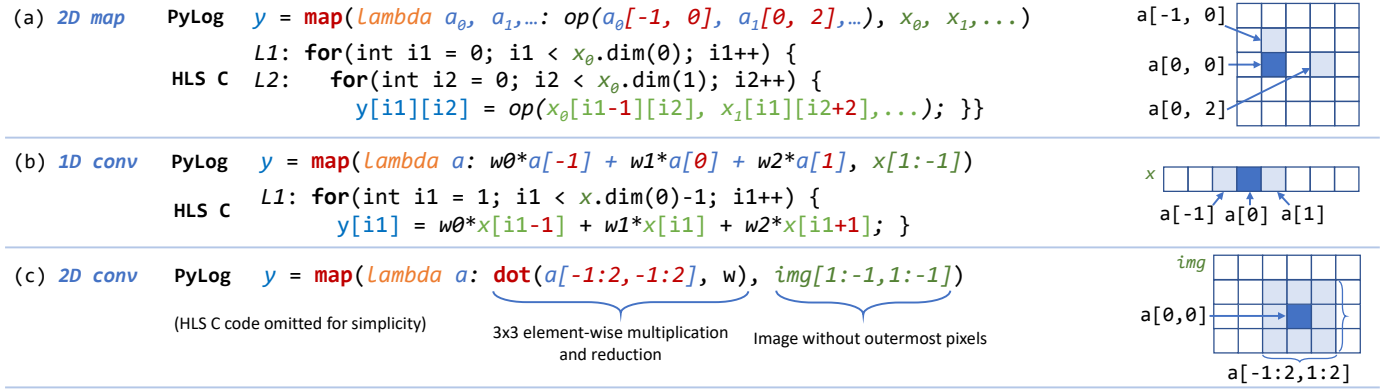 (a) 2D map PyLog y = map(lambda a₀, a₁,…: op(a₀[-1, 0], a₁[0, 2],…), x₀, x₁,...)
HLS C
L1: for(int i1 = 0; i1 < x₀.dim(0); i1++) {
L2: for(int i2 = 0; i2 < x₀.dim(1); i2++) {
y[i1][i2] = op(x₀[i1-1][i2], x₁[i1][i2+2],...); }}
a[-1, 0]
a[0, 0]
a[0, 2]
(b) 1D conv PyLog y = map(lambda a: w0*a[-1] + w1*a[0] + w2*a[1], x[1:-1])
HLS C
L1: for(int i1 = 1; i1 < x.dim(0)-1; i1++) {
y[i1] = w0*x[i1-1] + w1*x[i1] + w2*x[i1+1]; }
x
a[-1] a[0] a[1]
(c) 2D conv PyLog y = map(lambda a: dot(a[-1:2,-1:2], w), img[1:-1,1:-1])
(HLS C code omitted for simplicity)
3x3 element-wise multiplication
and reduction
Image without outermost pixels
img
a[0,0]
a[-1:2,1:2]